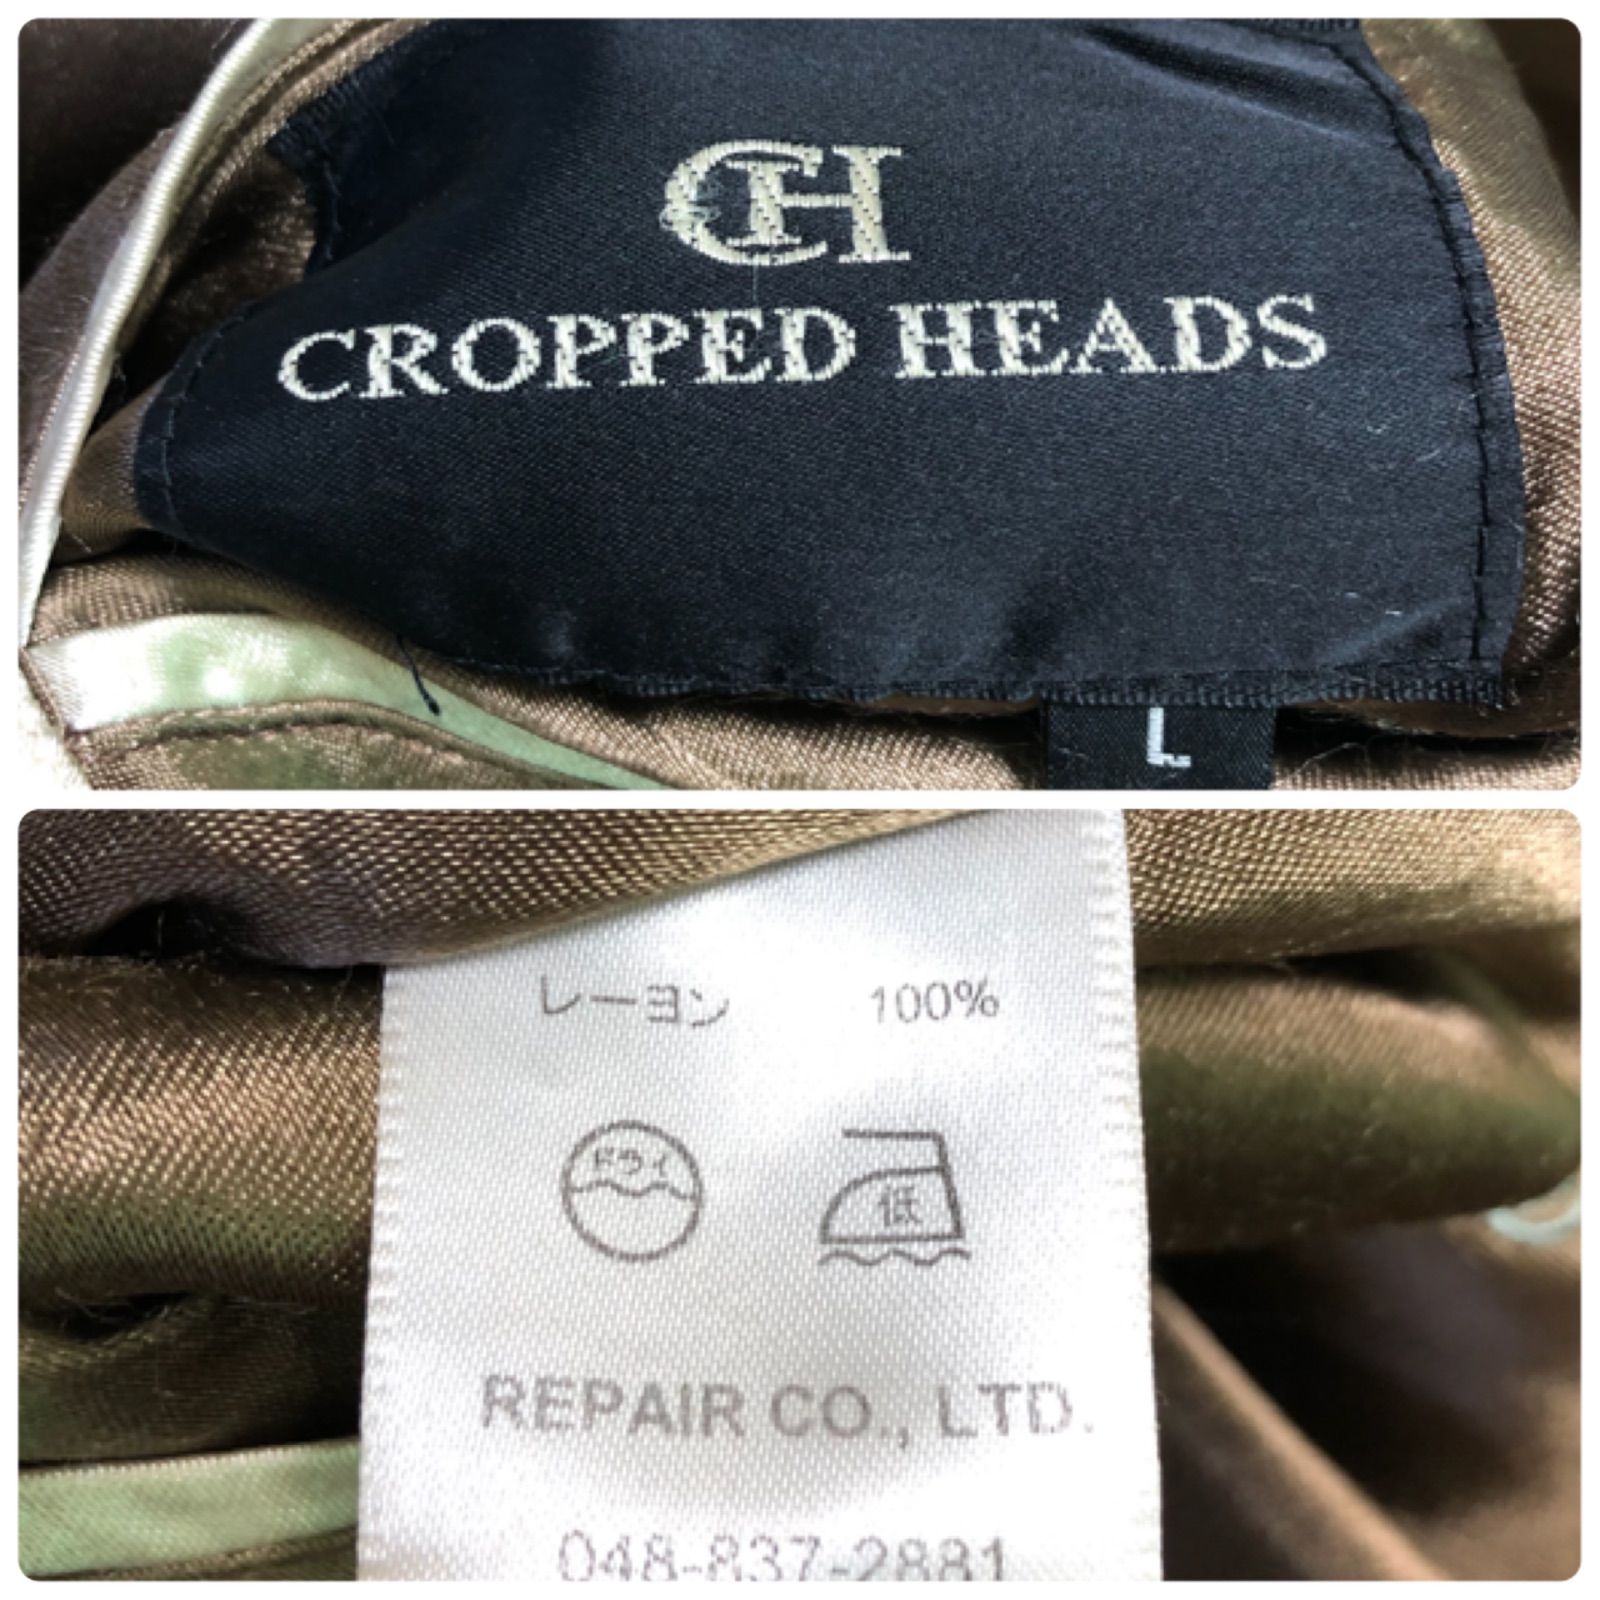 CH
CROPPED HEADS
L
レーヨン 100%
ドライ
低
REPAIR CO., LTD.
048-837-2881